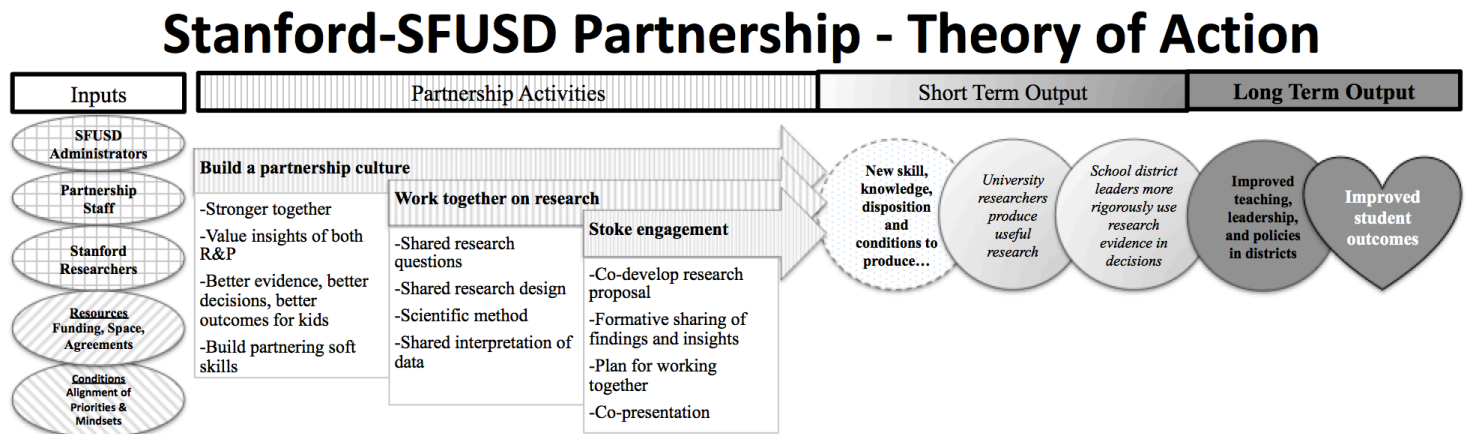 Stanford-SFUSD Partnership - Theory of Action
Inputs
Partnership Activities
Short Term Output
Long Term Output
SFUSD
Administrators
Partnership
Staff
Stanford
Researchers
Resources
Funding, Space,
Agreements
Conditions
Alignment of
Priorities &
Mindsets
Build a partnership culture
-Stronger together
-Value insights of both
R&P
-Better evidence, better
decisions, better
outcomes for kids
-Build partnering soft
skills
Work together on research
-Shared research
questions
-Shared research design
-Scientific method
-Shared interpretation of
data
Stoke engagement
-Co-develop research
proposal
-Formative sharing of
findings and insights
-Plan for working
together
-Co-presentation
New skill,
knowledge,
disposition
and
conditions to
produce…
University
researchers
produce
useful
research
School district
leaders more
rigorously use
research
evidence in
decisions
Improved
teaching,
leadership,
and policies
in districts
Improved
student
outcomes